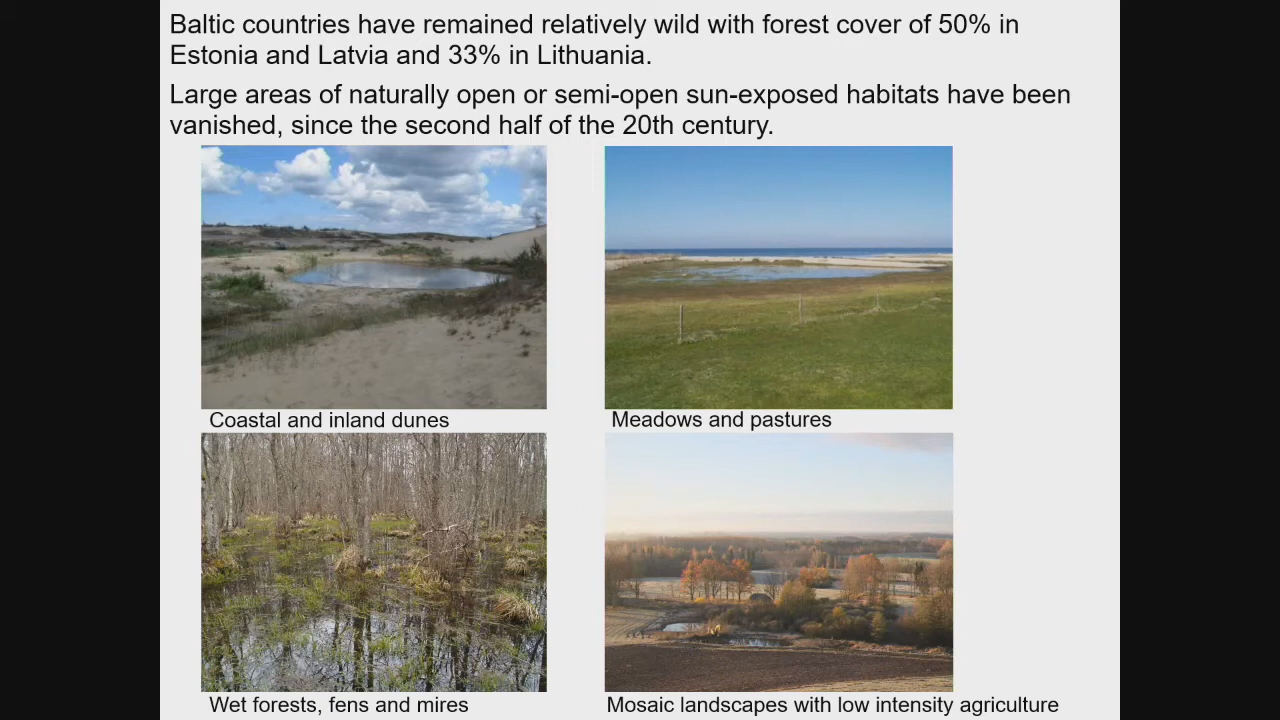 Baltic countries have remained relatively wild with forest cover of 50% in
Estonia and Latvia and 33% in Lithuania.
Large areas of naturally open or semi-open sun-exposed habitats have been
vanished, since the second half of the 20th century.
Coastal and inland dunes
Meadows and pastures
Wet forests, fens and mires
Mosaic landscapes with low intensity agriculture